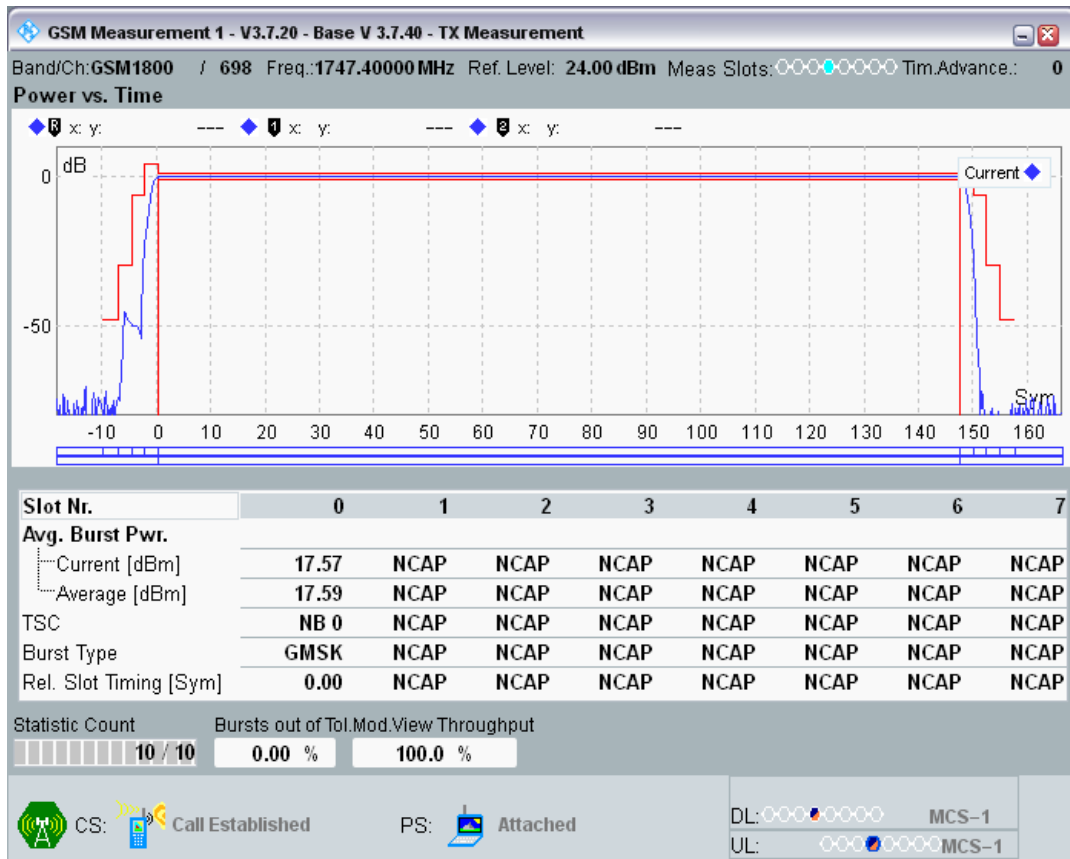 GSM Measurement 1 - V3.7.20 - Base V 3.7.40 - TX Measurement
Band/Ch:GSM1800 / 698 Freq.:1747.40000 MHz Ref. Level: 24.00 dBm Meas Slots: Tim.Advance.: 0
Power vs. Time
R x: y: --- 1 x: y: --- 2 x: y: ---
dB
Current
0
-50
Sym
-10 0 10 20 30 40 50 60 70 80 90 100 110 120 130 140 150 160
Slot Nr. 0 1 2 3 4 5 6 7
Avg. Burst Pwr.
Current [dBm] 17.57 NCAP NCAP NCAP NCAP NCAP NCAP NCAP
Average [dBm] 17.59 NCAP NCAP NCAP NCAP NCAP NCAP NCAP
TSC NB 0 NCAP NCAP NCAP NCAP NCAP NCAP NCAP
Burst Type GMSK NCAP NCAP NCAP NCAP NCAP NCAP NCAP
Rel. Slot Timing [Sym] 0.00 NCAP NCAP NCAP NCAP NCAP NCAP NCAP
Statistic Count Bursts out of Tol.Mod.View Throughput
10 / 10 0.00 % 100.0 %
CS: Call Established PS: Attached
DL: MCS-1
UL: MCS-1